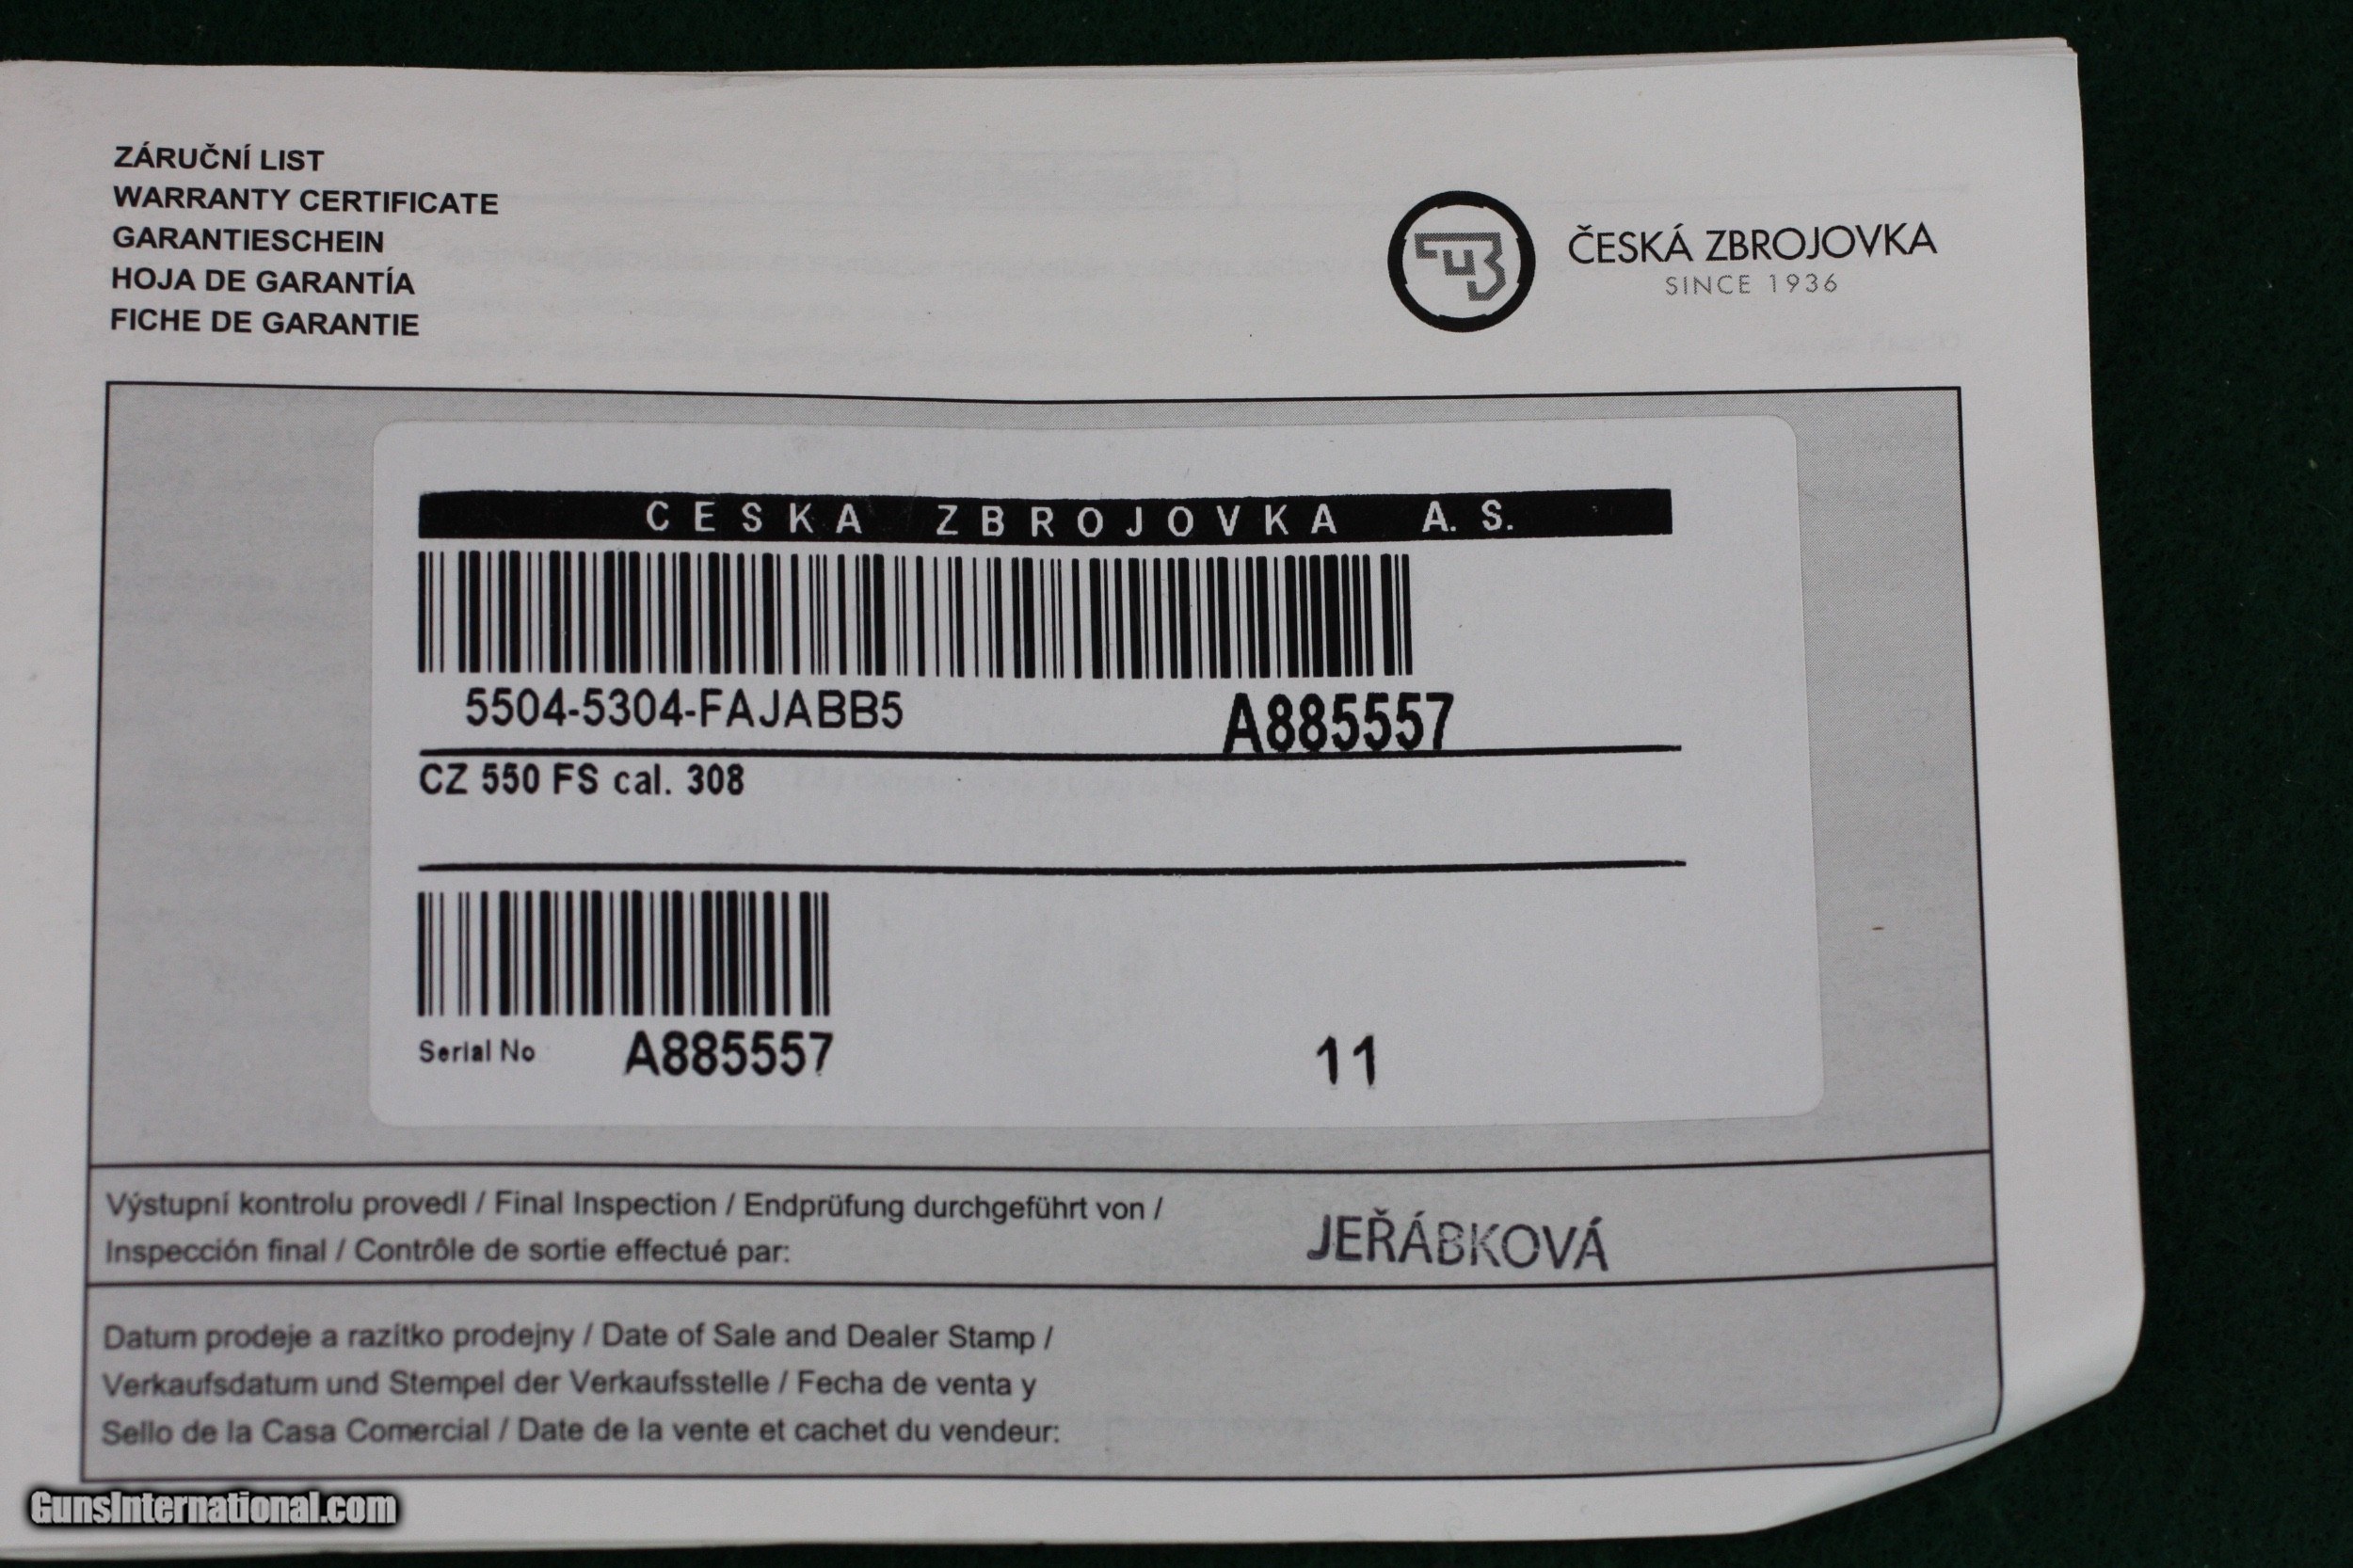 ZÁRUČNÍ LIST
WARRANTY CERTIFICATE
GARANTIESCHEIN
HOJA DE GARANTÍA
FICHE DE GARANTIE
ČESKÁ ZBROJOVKA
SINCE 1936
CESKA ZBROJOVKA A.S.
5504-5304-FAJABB5 A885557
CZ 550 FS cal. 308
Serial No A885557 11
Výstupní kontrolu provedl / Final Inspection / Endprüfung durchgeführt von /
Inspección final / Contrôle de sortie effectué par:
JEŘÁBKOVÁ
Datum prodeje a razítko prodejny / Date of Sale and Dealer Stamp /
Verkaufsdatum und Stempel der Verkaufsstelle / Fecha de venta y
Sello de la Casa Comercial / Date de la vente et cachet du vendeur:
GunsInternational.com